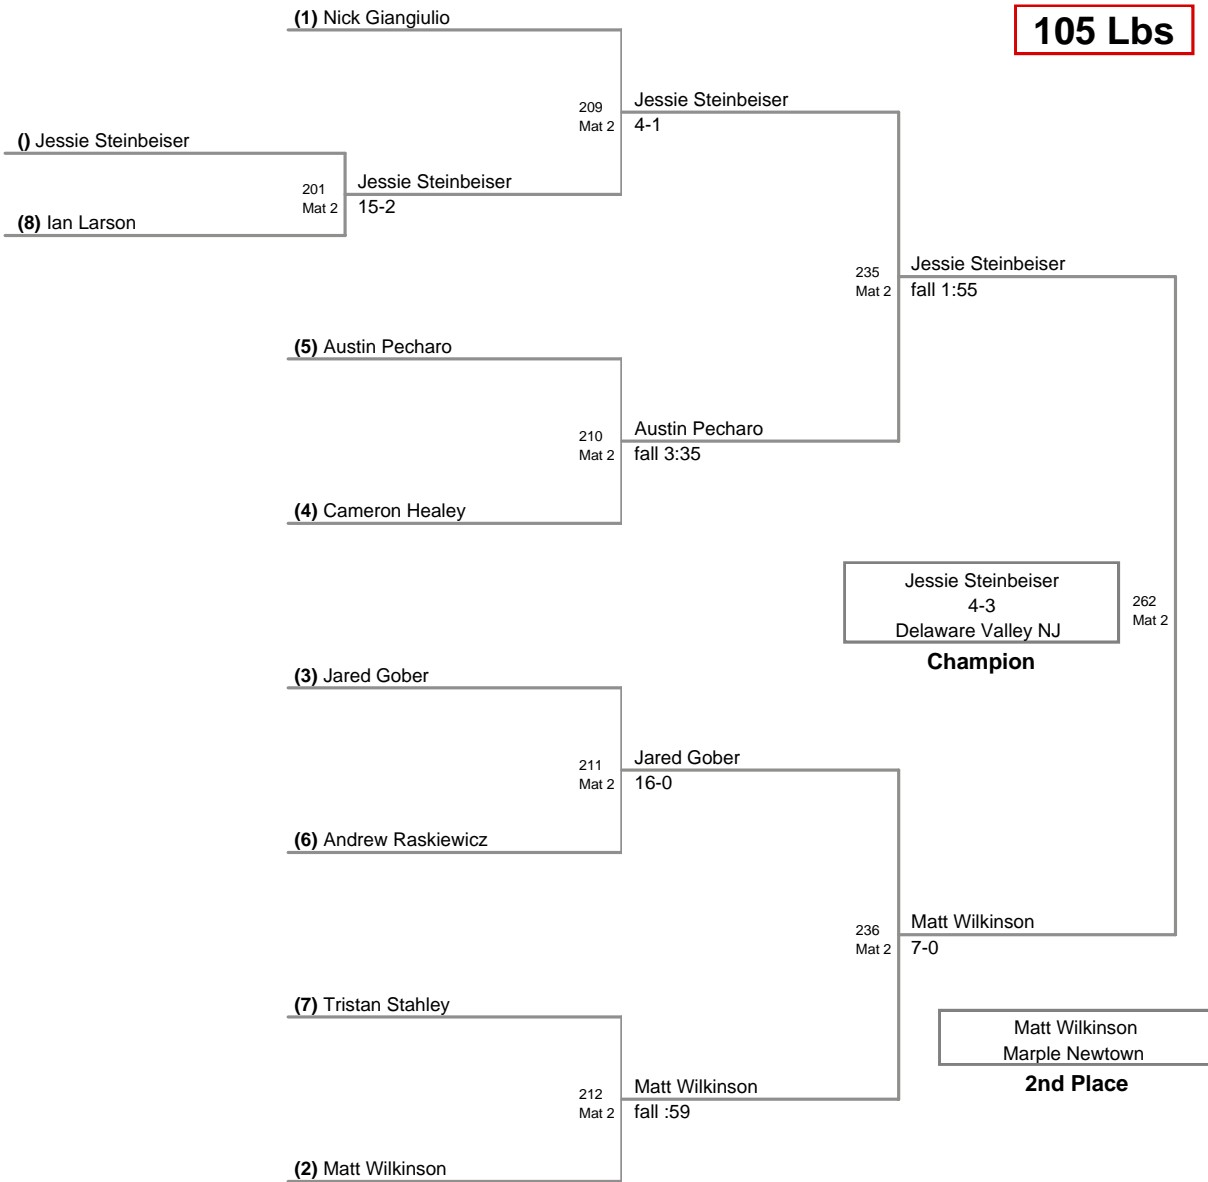 (1) Nick Giangiulio
105 Lbs
209
Mat 2
Jessie Steinbeiser
4-1
() Jessie Steinbeiser
201
Mat 2
Jessie Steinbeiser
15-2
(8) Ian Larson
235
Mat 2
Jessie Steinbeiser
fall 1:55
(5) Austin Pecharo
210
Mat 2
Austin Pecharo
fall 3:35
(4) Cameron Healey
Jessie Steinbeiser
4-3
Delaware Valley NJ
Champion
262
Mat 2
(3) Jared Gober
211
Mat 2
Jared Gober
16-0
(6) Andrew Raskiewicz
236
Mat 2
Matt Wilkinson
7-0
(7) Tristan Stahley
Matt Wilkinson
Marple Newtown
2nd Place
212
Mat 2
Matt Wilkinson
fall :59
(2) Matt Wilkinson